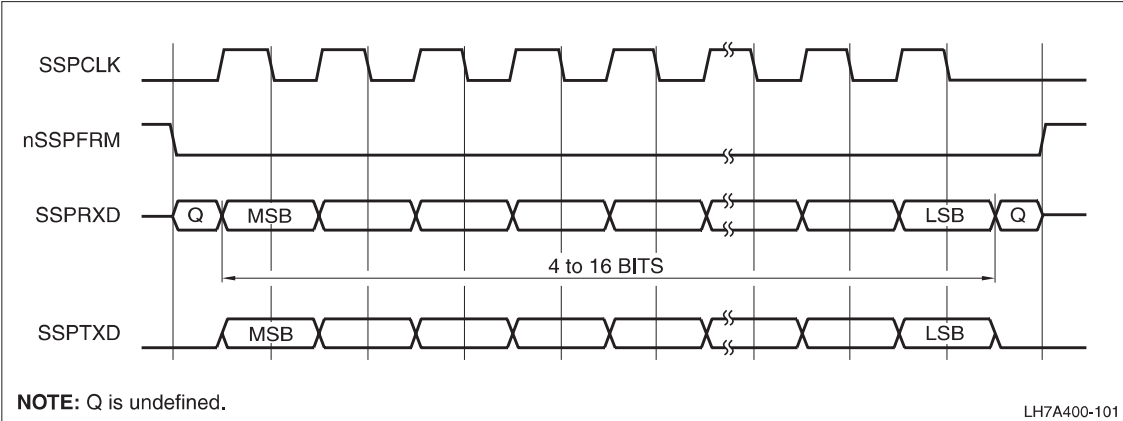 SSPCLK
nSSPFRM
SSPRXD Q MSB LSB Q
4 to 16 BITS
SSPTXD MSB LSB
NOTE: Q is undefined.
LH7A400-101